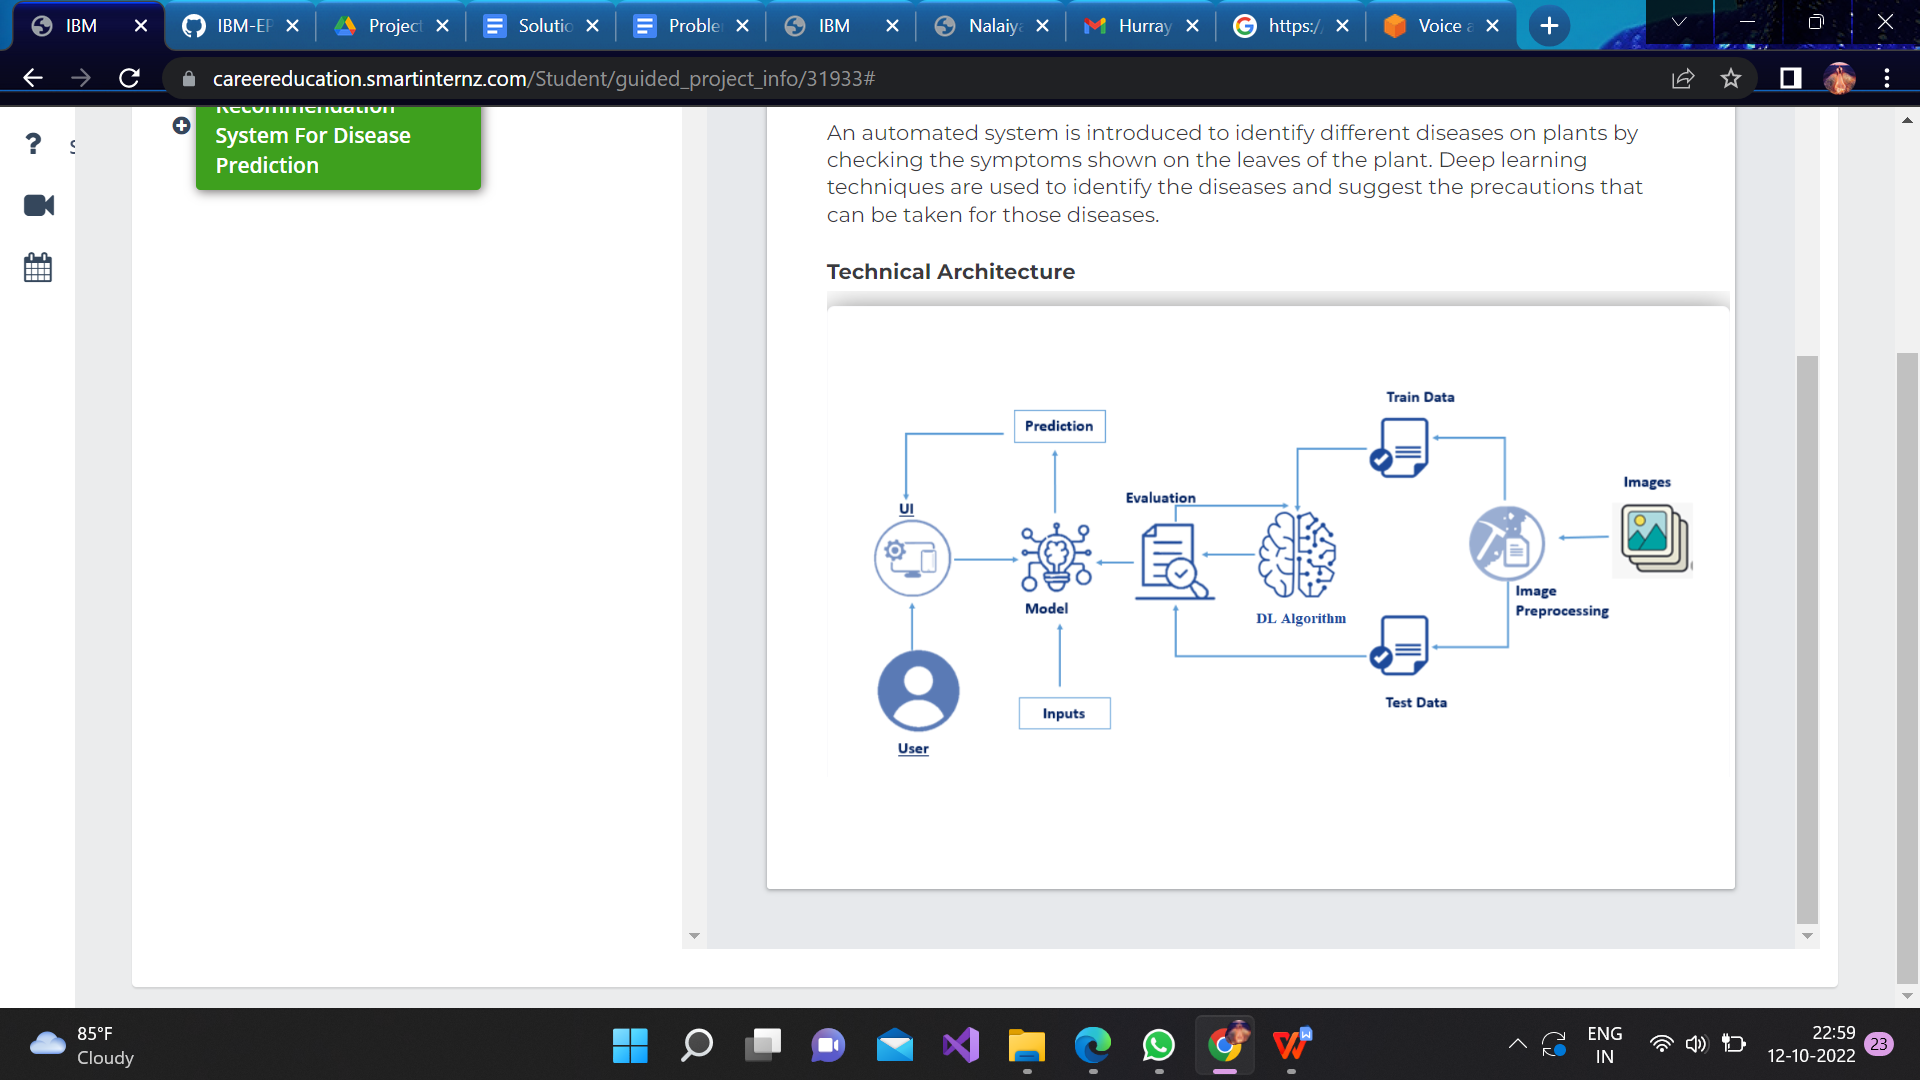 IBM
IBM-EP
Project
Solutio
Proble
IBM
Nalaiya
Hurray
https:/
Voice a
careereducation.smartinternz.com/Student/guided_project_info/31933#
Recommendation
System For Disease
Prediction
?
An automated system is introduced to identify different diseases on plants by
checking the symptoms shown on the leaves of the plant. Deep learning
techniques are used to identify the diseases and suggest the precautions that
can be taken for those diseases.
Technical Architecture
Train Data
Prediction
Images
Evaluation
UI
Image
Preprocessing
Model
DL Algorithm
Test Data
Inputs
User
85°F
Cloudy
ENG
IN
22:59
12-10-2022
23